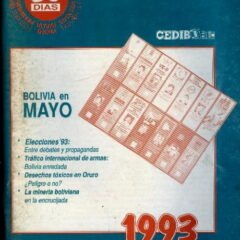 DIAS
CEDIB
BOLIVIA en
MAYO
* Elecciones '93:
Entre debates y propagandas
* Tráfico internacional de armas:
Bolivia enredada
* Desechos tóxicos en Oruro
¿Peligro o no?
* La minería boliviana
en la encrucijada
1993